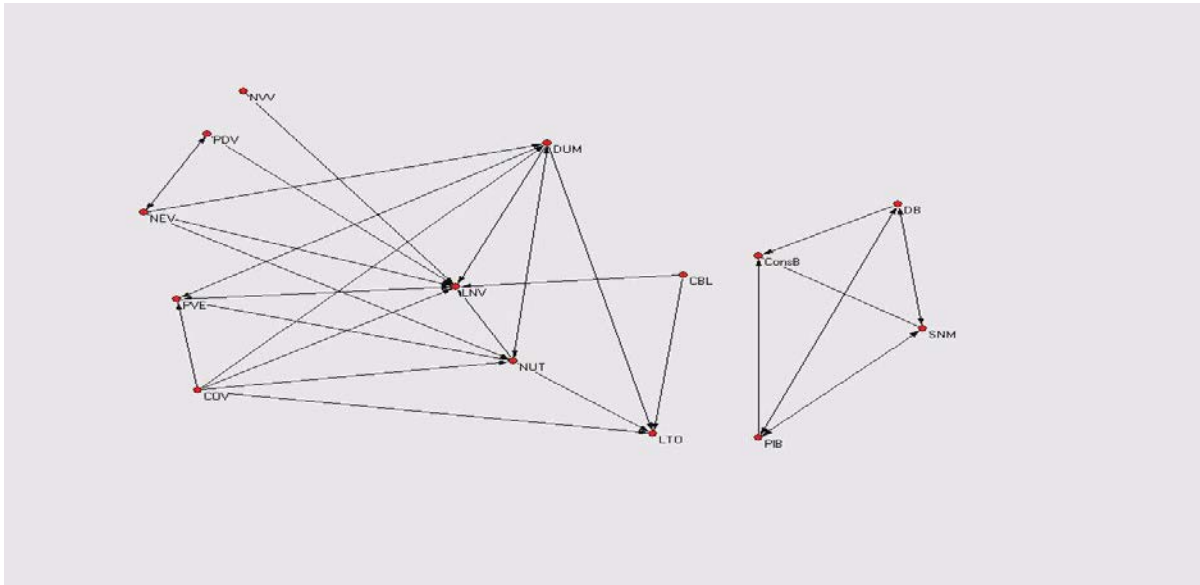 NVV
PDV
DUM
NEV
DB
ConsB
CBL
LNV
PVE
SNM
NUT
COV
LTO
PIB